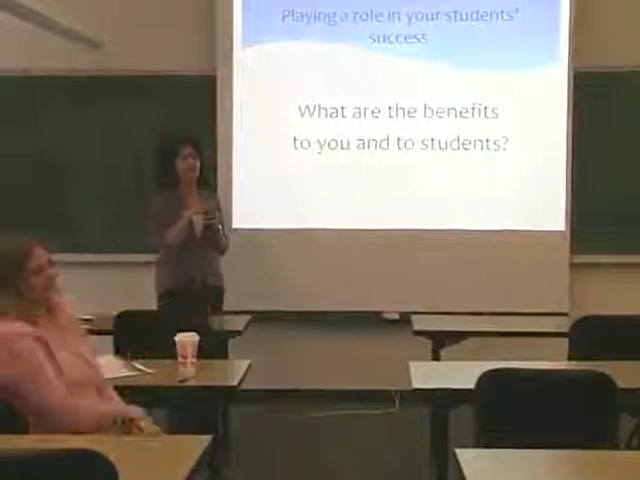 Playing a role in your students'
success
What are the benefits
to you and to students?